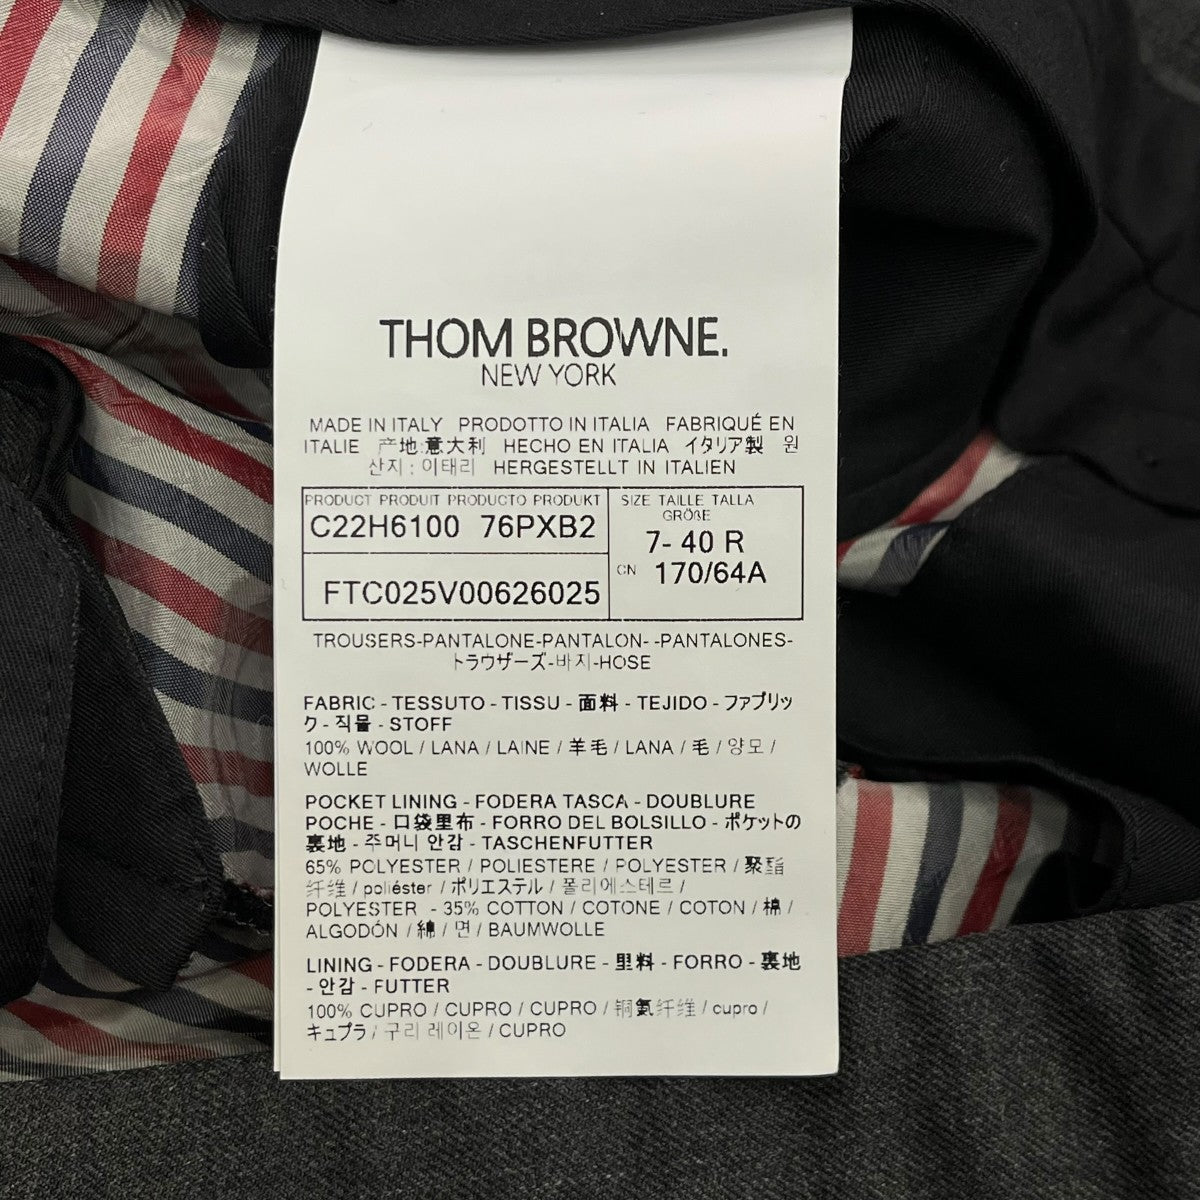 THOM BROWNE.
NEW YORK
MADE IN ITALY PRODOTTO IN ITALIA FABRIQUÉ EN
ITALIE 产地:意大利 HECHO EN ITALIA イタリア製 원
산지 : 이태리 HERGESTELLT IN ITALIEN
PRODUCT PRODUIT PRODUCTO PRODUKT
C22H6100 76PXB2
FTC025V00626025
SIZE TAILLE TALLA
GRÖßE
7- 40 R
CN 170/64A
TROUSERS-PANTALONE-PANTALON- -PANTALONES-
トラウザーズ-바지-HOSE
FABRIC - TESSUTO - TISSU - 面料 - TEJIDO - ファブリッ
ク - 직물 - STOFF
100% WOOL / LANA / LAINE / 羊毛 / LANA / 毛 / 양모 /
WOLLE
POCKET LINING - FODERA TASCA - DOUBLURE
POCHE - 口袋里布 - FORRO DEL BOLSILLO - ポケットの
裏地 - 주머니 안감 - TASCHENFUTTER
65% POLYESTER / POLIESTERE / POLYESTER / 聚酯
纤维 / poliéster / ポリエステル / 폴리에스테르 /
POLYESTER - 35% COTTON / COTONE / COTON / 棉 /
ALGODÓN / 綿 / 면 / BAUMWOLLE
LINING - FODERA - DOUBLURE - 里料 - FORRO - 裏地
- 안감 - FUTTER
100% CUPRO / CUPRO / CUPRO / 铜氨纤维 / cupro /
キュプラ / 구리 레이온 / CUPRO